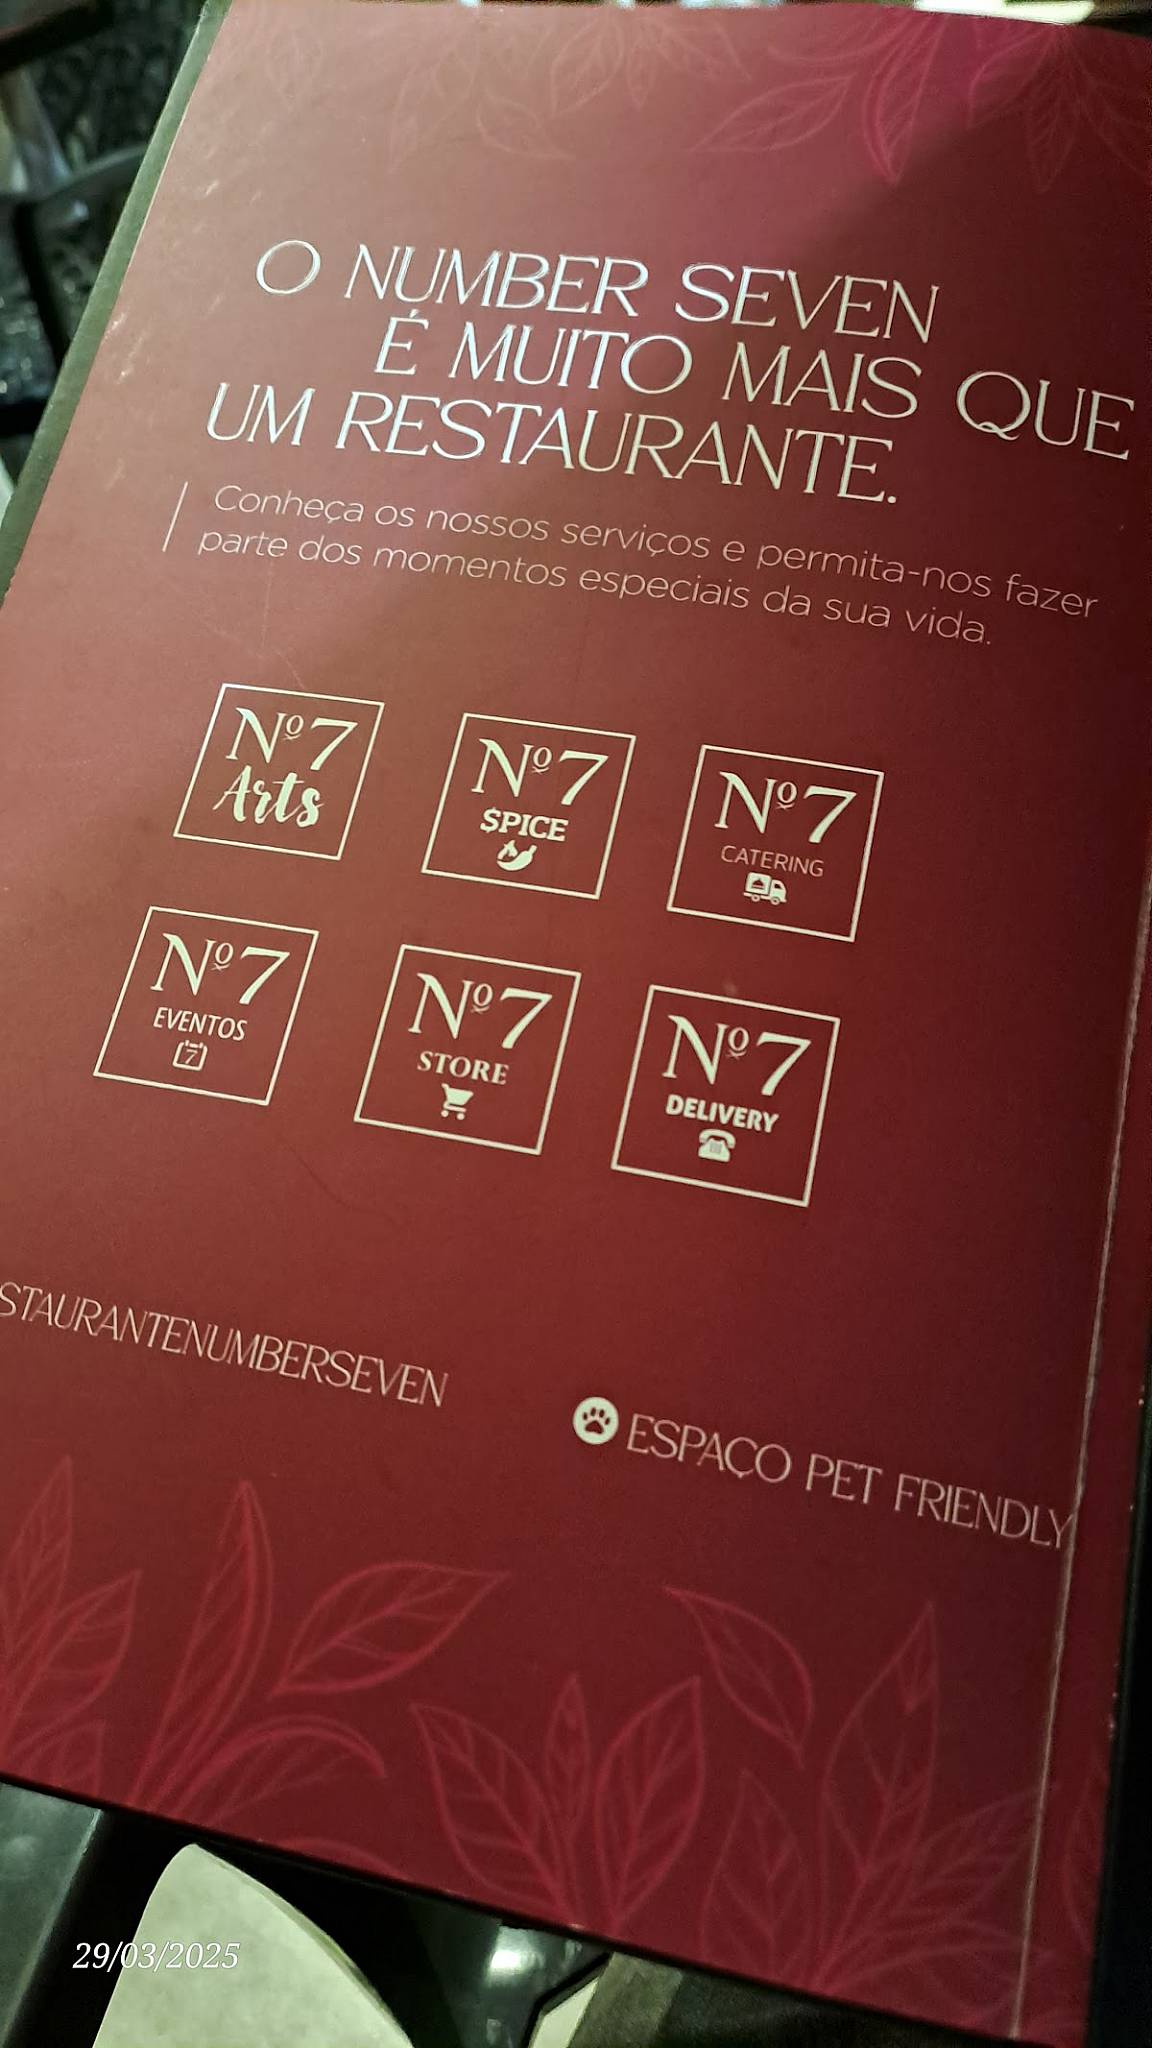 O NUMBER SEVEN
É MUITO MAIS QUE
UM RESTAURANTE.
Conheça os nossos serviços e permita-nos fazer
parte dos momentos especiais da sua vida.
Nº7
Arts
Nº7
SPICE
Nº7
CATERING
Nº7
EVENTOS
7
Nº7
STORE
Nº7
DELIVERY
STAURANTENUMBERSEVEN
ESPAÇO PET FRIENDLY
29/03/2025